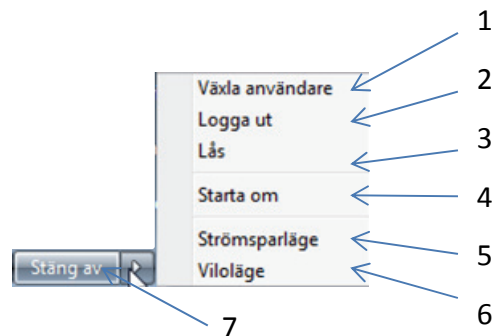 1
Växla användare
2
Logga ut
3
Lås
4
Starta om
5
Strömsparläge
6
Viloläge
Stäng av
7